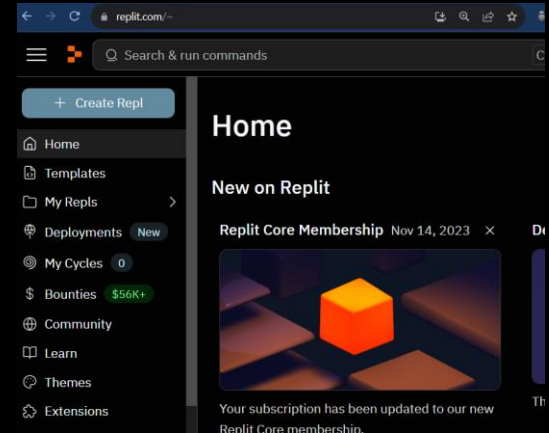 replit.com/~
Search & run commands
C
+ Create Repl
Home
Templates
My Repls
Deployments New
My Cycles 0
$ Bounties $56K+
Community
Learn
Themes
Extensions
Home
New on Replit
Replit Core Membership Nov 14, 2023 ×
De
Your subscription has been updated to our new
Replit Core membership.
Th